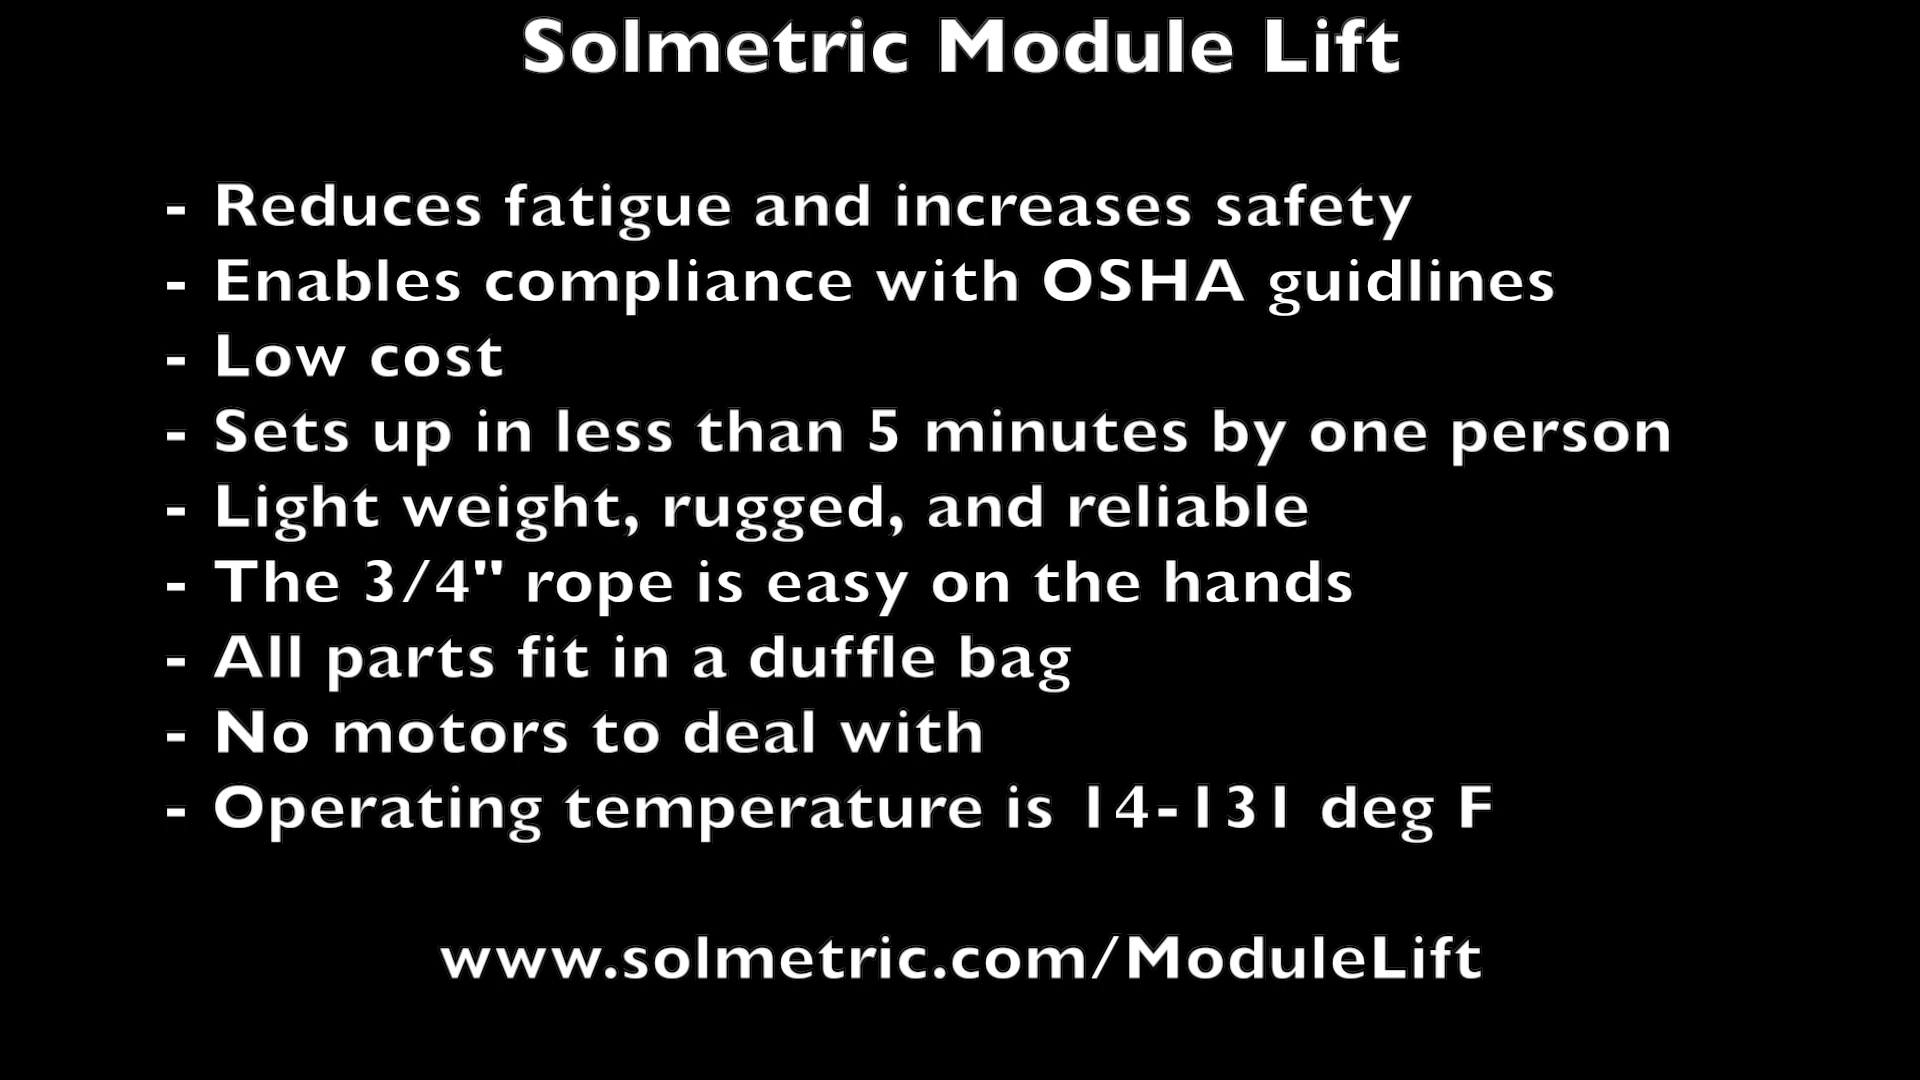 Solmetric Module Lift
- Reduces fatigue and increases safety
- Enables compliance with OSHA guidlines
- Low cost
- Sets up in less than 5 minutes by one person
- Light weight, rugged, and reliable
- The 3/4" rope is easy on the hands
- All parts fit in a duffle bag
- No motors to deal with
- Operating temperature is 14-131 deg F
www.solmetric.com/ModuleLift